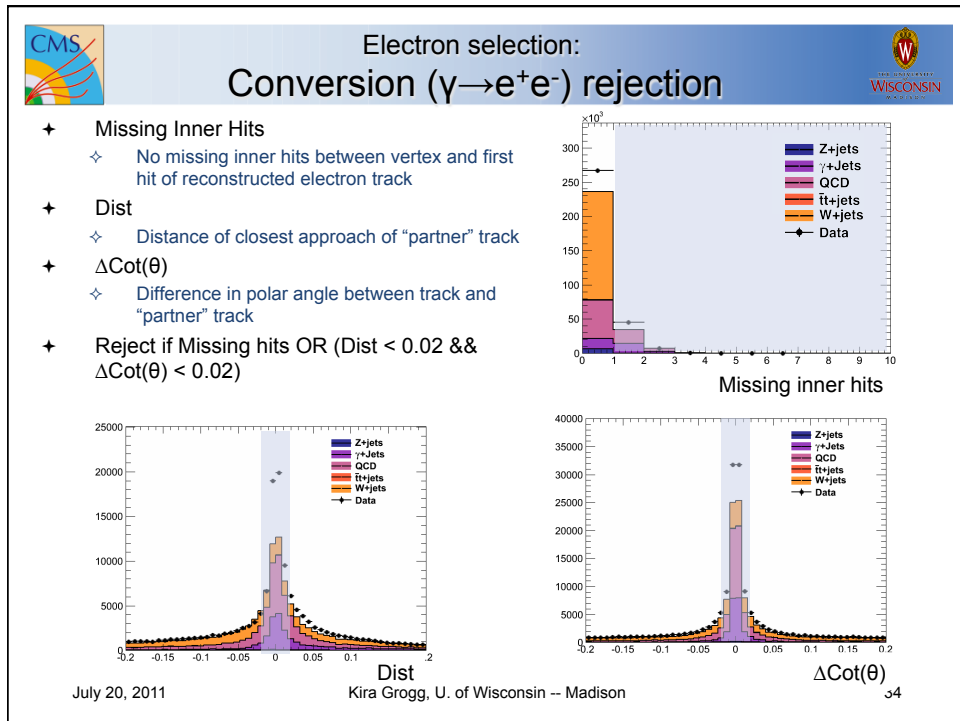 CMS
Electron selection:
Conversion (γ→e⁺e⁻) rejection
THE UNIVERSITY
WISCONSIN
MADISON
Missing Inner Hits
No missing inner hits between vertex and first
hit of reconstructed electron track
Dist
Distance of closest approach of “partner” track
ΔCot(θ)
Difference in polar angle between track and
“partner” track
Reject if Missing hits OR (Dist < 0.02 &&
ΔCot(θ) < 0.02)
×10³
300
250
200
150
100
50
0
0 1 2 3 4 5 6 7 8 9 10
Z+jets
γ+Jets
QCD
t̄t+jets
W+jets
Data
Missing inner hits
25000
20000
15000
10000
5000
0
-0.2 -0.15 -0.1 -0.05 0 0.05 0.1 .2
Z+jets
γ+Jets
QCD
t̄t+jets
W+jets
Data
Dist
40000
35000
30000
25000
20000
15000
10000
5000
0
-0.2 -0.15 -0.1 -0.05 0 0.05 0.1 0.15 0.2
Z+jets
γ+Jets
QCD
t̄t+jets
W+jets
Data
ΔCot(θ)
July 20, 2011
Kira Grogg, U. of Wisconsin -- Madison